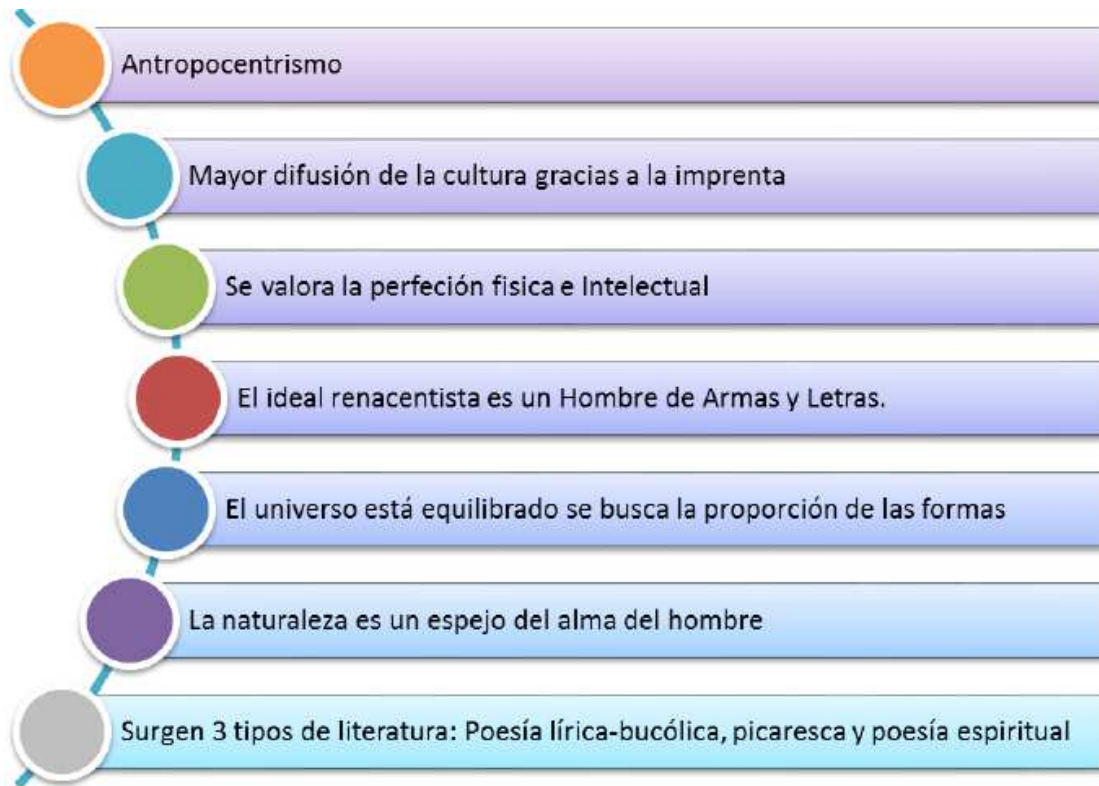 Antropocentrismo
Mayor difusión de la cultura gracias a la imprenta
Se valora la perfeción fisica e Intelectual
El ideal renacentista es un Hombre de Armas y Letras.
El universo está equilibrado se busca la proporción de las formas
La naturaleza es un espejo del alma del hombre
Surgen 3 tipos de literatura: Poesía lírica-bucólica, picaresca y poesía espiritual